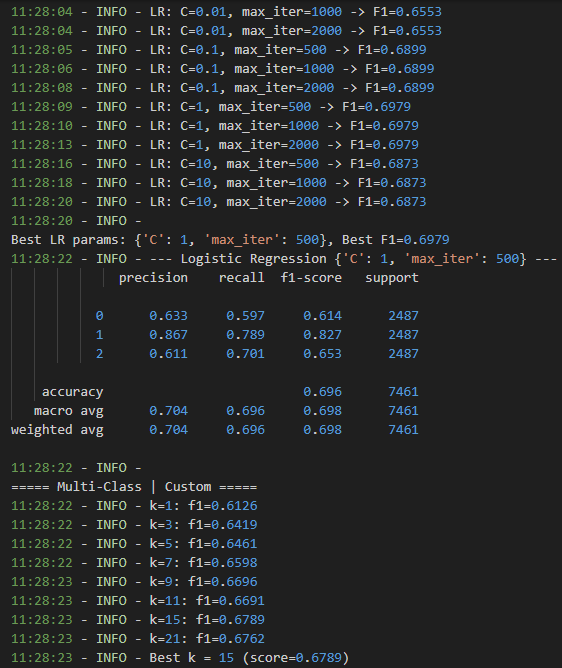 11:28:04 - INFO - LR: C=0.01, max_iter=1000 -> F1=0.6553
11:28:04 - INFO - LR: C=0.01, max_iter=2000 -> F1=0.6553
11:28:05 - INFO - LR: C=0.1, max_iter=500 -> F1=0.6899
11:28:06 - INFO - LR: C=0.1, max_iter=1000 -> F1=0.6899
11:28:08 - INFO - LR: C=0.1, max_iter=2000 -> F1=0.6899
11:28:09 - INFO - LR: C=1, max_iter=500 -> F1=0.6979
11:28:10 - INFO - LR: C=1, max_iter=1000 -> F1=0.6979
11:28:13 - INFO - LR: C=1, max_iter=2000 -> F1=0.6979
11:28:16 - INFO - LR: C=10, max_iter=500 -> F1=0.6873
11:28:18 - INFO - LR: C=10, max_iter=1000 -> F1=0.6873
11:28:20 - INFO - LR: C=10, max_iter=2000 -> F1=0.6873
11:28:20 - INFO -
Best LR params: {'C': 1, 'max_iter': 500}, Best F1=0.6979
11:28:22 - INFO - --- Logistic Regression {'C': 1, 'max_iter': 500} ---
precision recall f1-score support
0 0.633 0.597 0.614 2487
1 0.867 0.789 0.827 2487
2 0.611 0.701 0.653 2487
accuracy 0.696 7461
macro avg 0.704 0.696 0.698 7461
weighted avg 0.704 0.696 0.698 7461
11:28:22 - INFO -
===== Multi-Class | Custom =====
11:28:22 - INFO - k=1: f1=0.6126
11:28:22 - INFO - k=3: f1=0.6419
11:28:22 - INFO - k=5: f1=0.6461
11:28:22 - INFO - k=7: f1=0.6598
11:28:23 - INFO - k=9: f1=0.6696
11:28:23 - INFO - k=11: f1=0.6691
11:28:23 - INFO - k=15: f1=0.6789
11:28:23 - INFO - k=21: f1=0.6762
11:28:23 - INFO - Best k = 15 (score=0.6789)